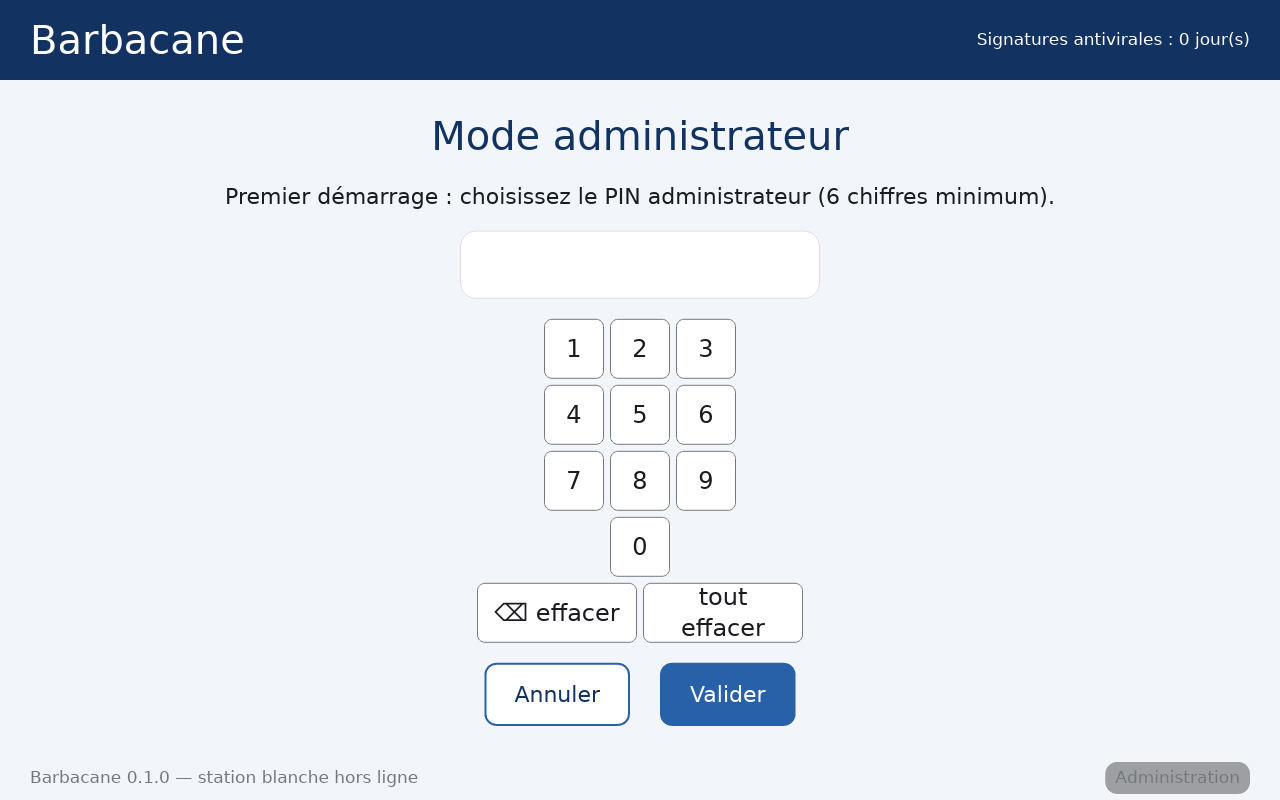 Barbacane
Signatures antivirales : 0 jour(s)
Mode administrateur
Premier démarrage : choisissez le PIN administrateur (6 chiffres minimum).
1 2 3
4 5 6
7 8 9
0
⌫ effacer
tout
effacer
Annuler
Valider
Barbacane 0.1.0 — station blanche hors ligne
Administration